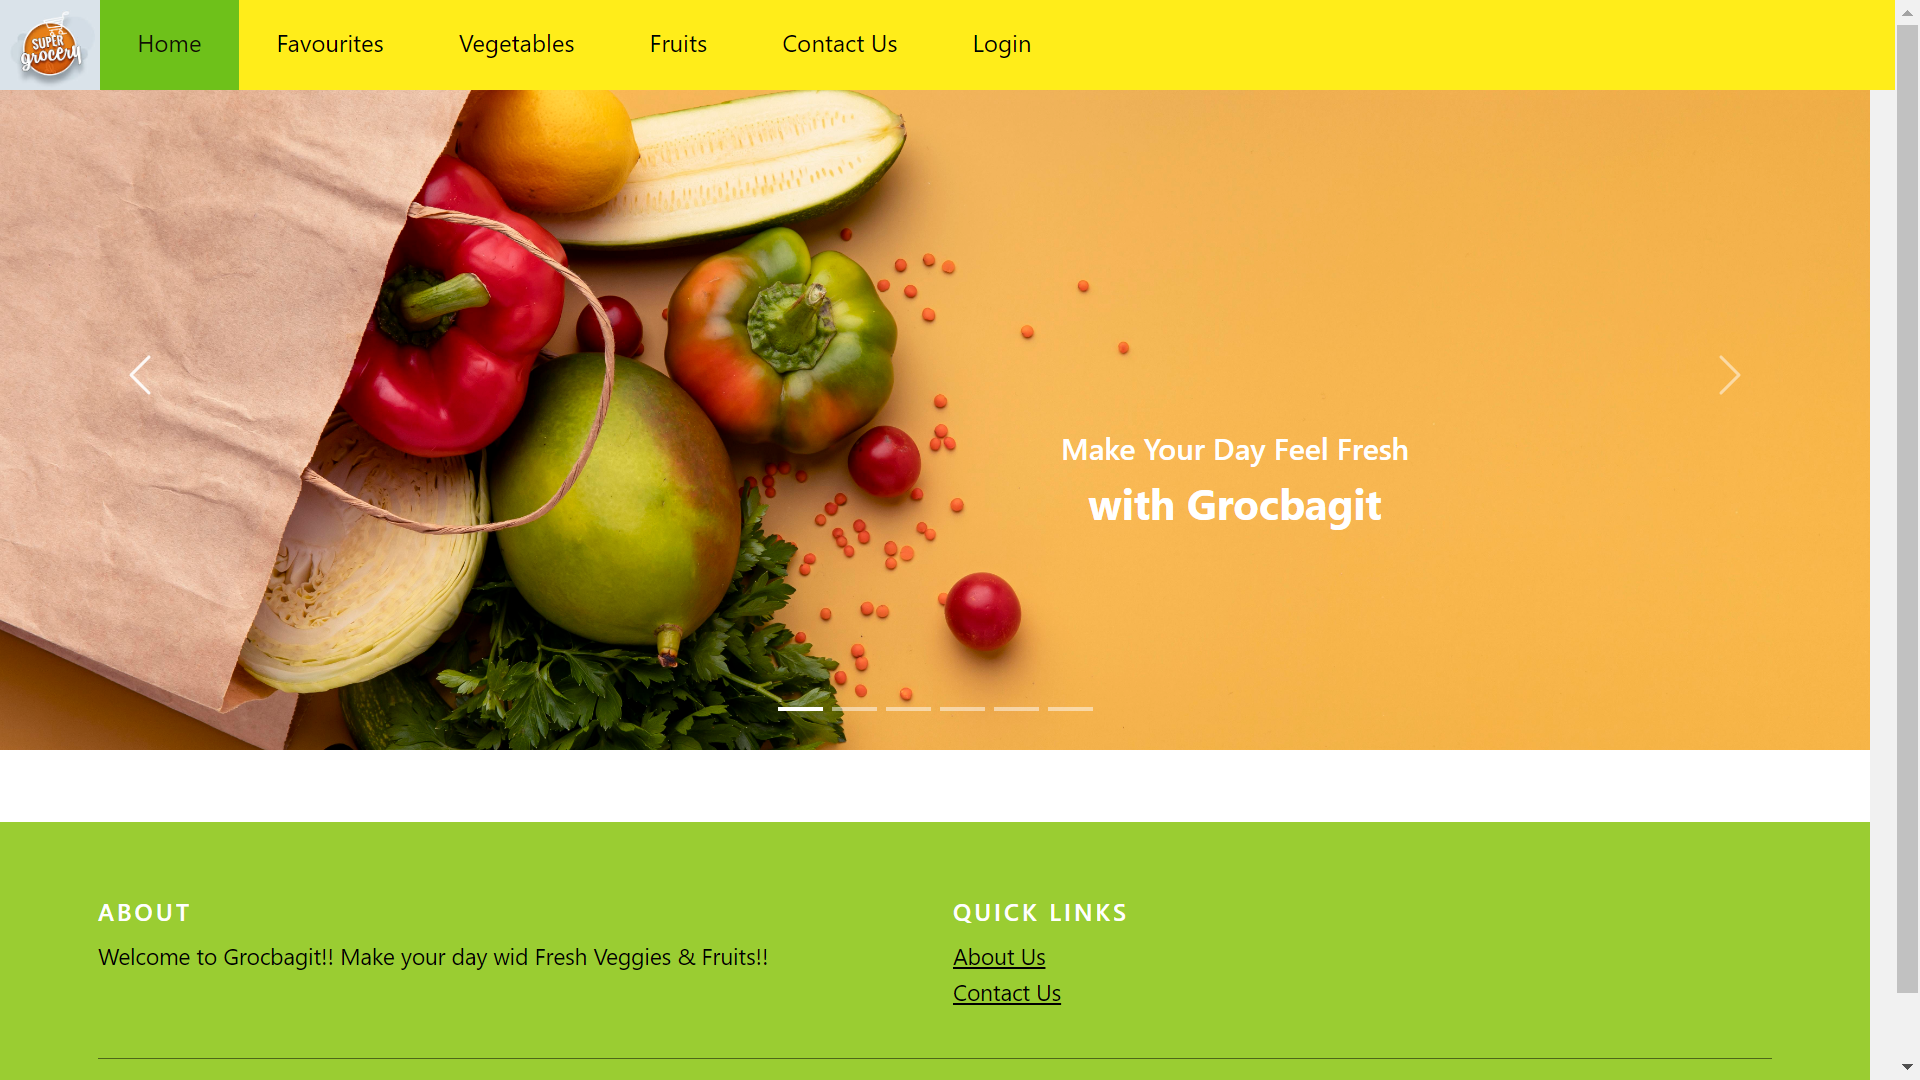 SUPER
grocery
Home
Favourites
Vegetables
Fruits
Contact Us
Login
Make Your Day Feel Fresh
with Grocbagit
ABOUT
Welcome to Grocbagit!! Make your day wid Fresh Veggies & Fruits!!
QUICK LINKS
About Us
Contact Us